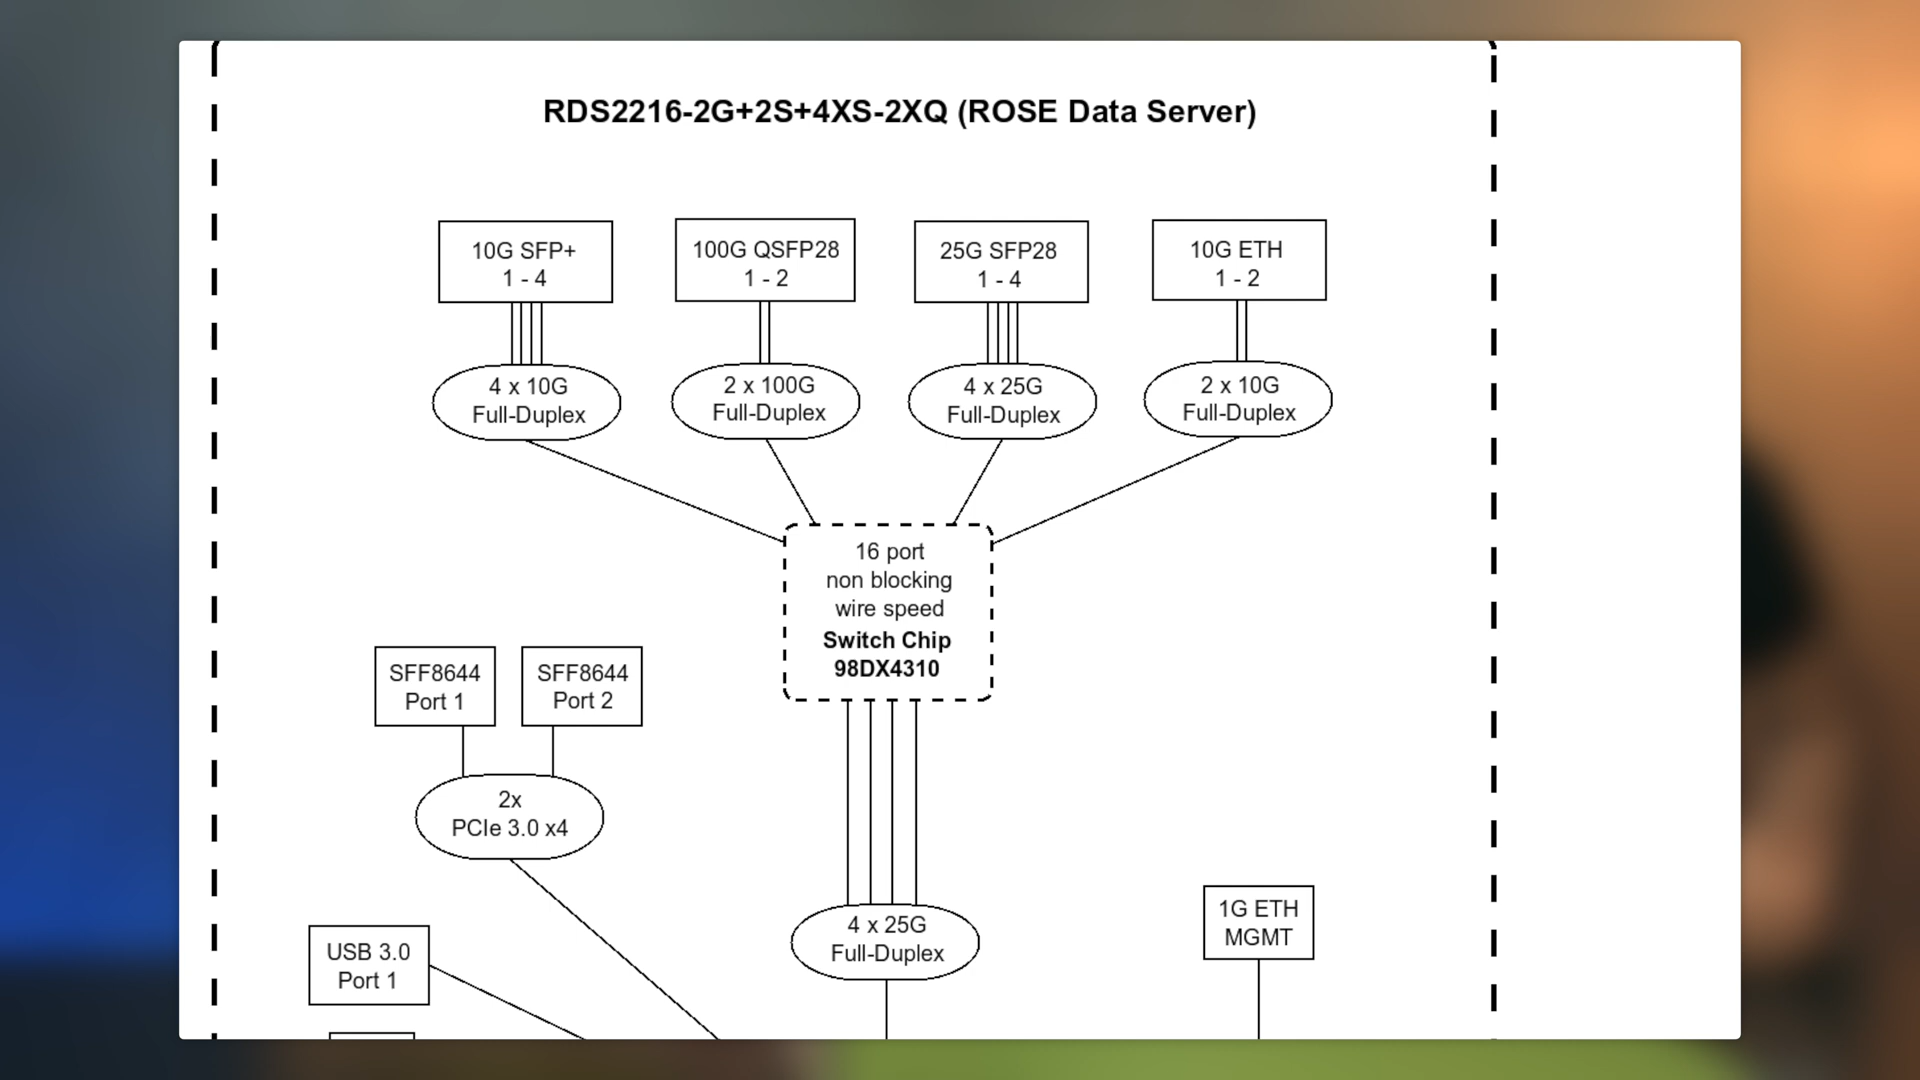 RDS2216-2G+2S+4XS-2XQ (ROSE Data Server)
10G SFP+
1 - 4
100G QSFP28
1 - 2
25G SFP28
1 - 4
10G ETH
1 - 2
4 x 10G
Full-Duplex
2 x 100G
Full-Duplex
4 x 25G
Full-Duplex
2 x 10G
Full-Duplex
16 port
non blocking
wire speed
Switch Chip
98DX4310
SFF8644
Port 1
SFF8644
Port 2
2x
PCIe 3.0 x4
4 x 25G
Full-Duplex
1G ETH
MGMT
USB 3.0
Port 1